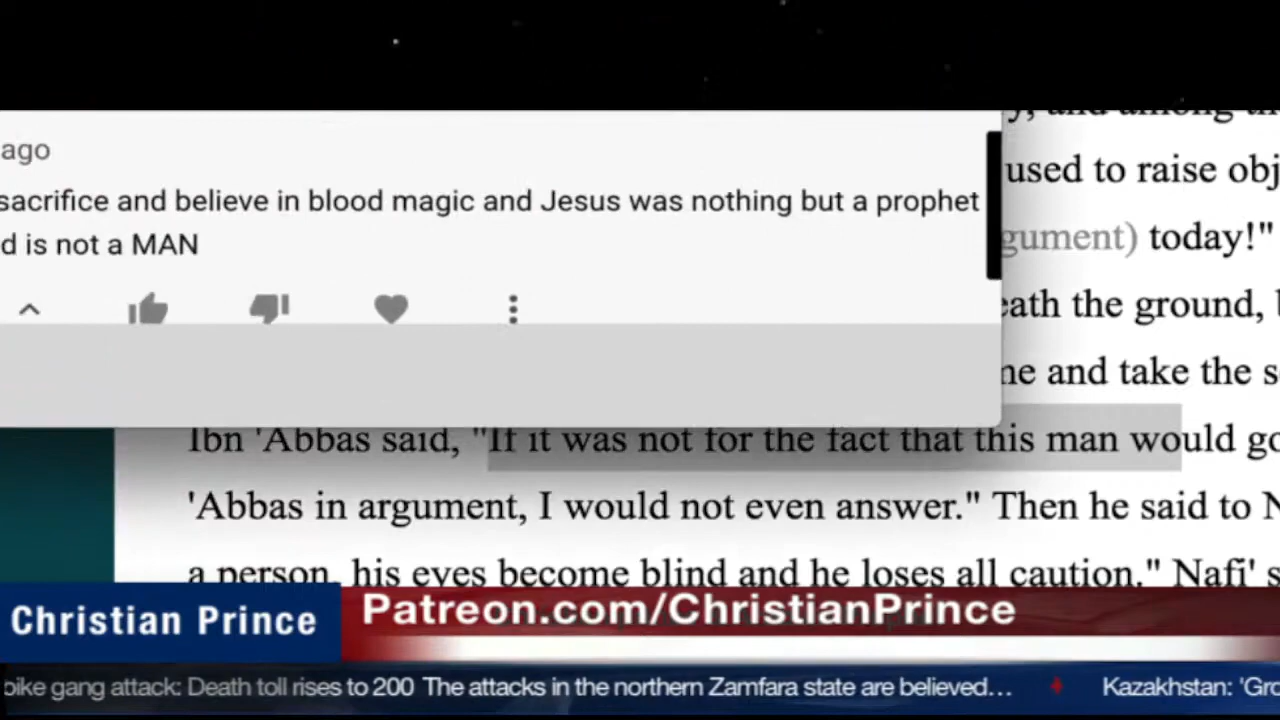 y, and among th
ago
used to raise obj
sacrifice and believe in blood magic and Jesus was nothing but a prophet
gument) today!"
d is not a MAN
eath the ground,
ne and take the s
Ibn 'Abbas said, "If it was not for the fact that this man would go
'Abbas in argument, I would not even answer." Then he said to N
a person, his eyes become blind and he loses all caution." Nafi' s
Christian Prince
Patreon.com/ChristianPrince
bike gang attack: Death toll rises to 200 The attacks in the northern Zamfara state are believed... Kazakhstan: 'Gro